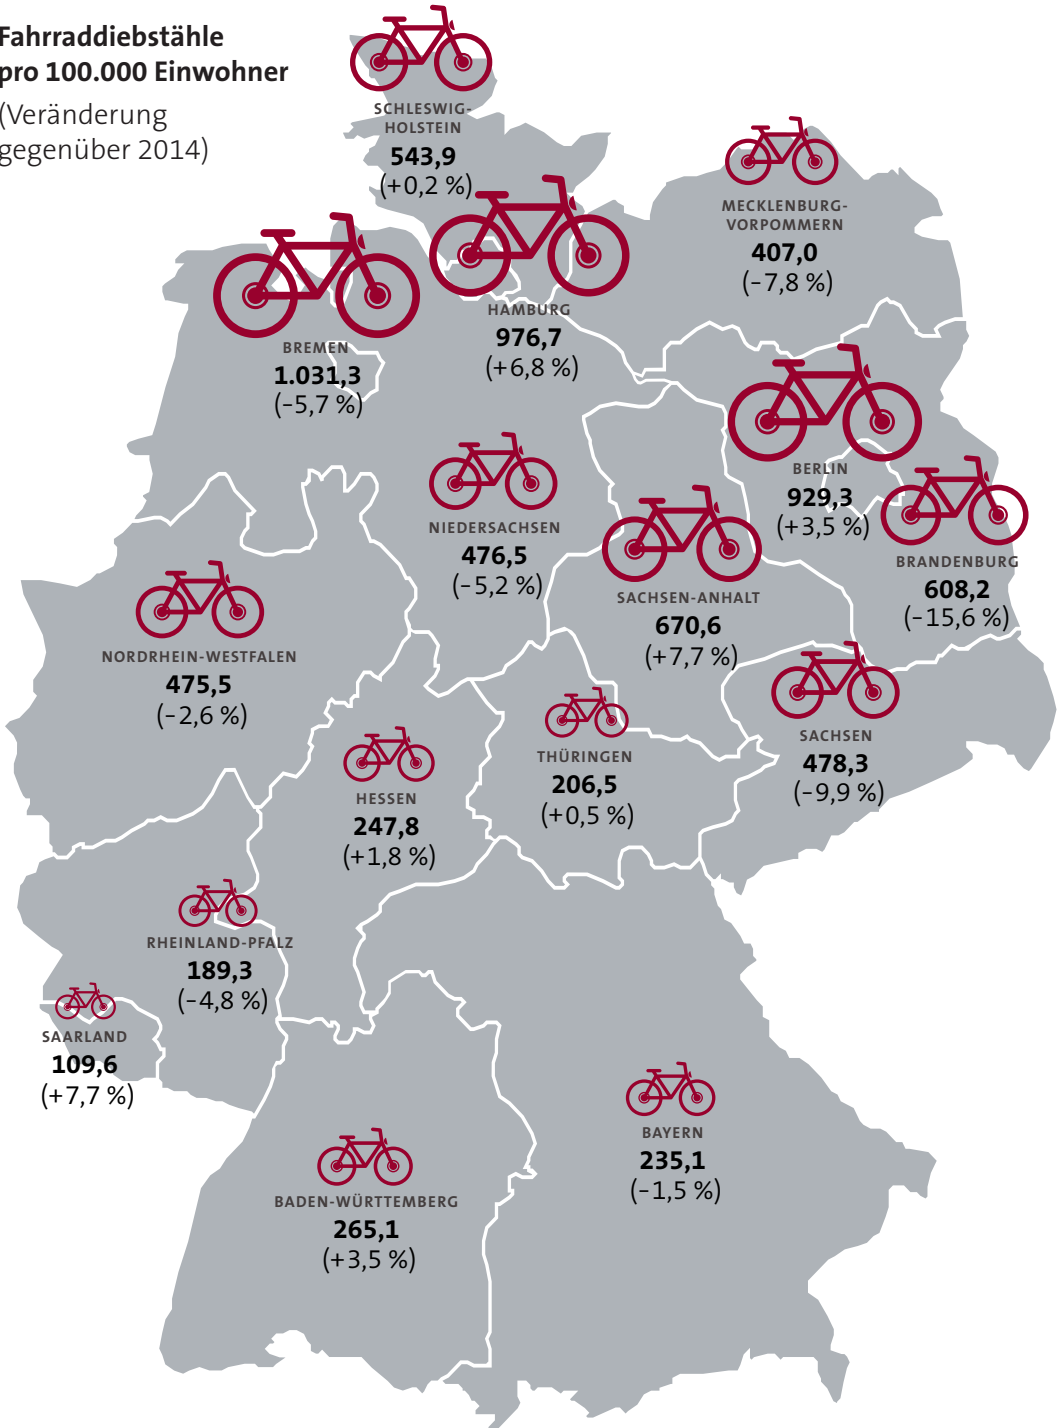 Fahrraddiebstähle
pro 100.000 Einwohner
(Veränderung
gegenüber 2014)
SCHLESWIG-
HOLSTEIN
543,9
(+0,2 %)
MECKLENBURG-
VORPOMMERN
407,0
(−7,8 %)
HAMBURG
976,7
(+6,8 %)
BREMEN
1.031,3
(−5,7 %)
BERLIN
929,3
(+3,5 %)
NIEDERSACHSEN
476,5
(−5,2 %)
BRANDENBURG
608,2
(−15,6 %)
SACHSEN-ANHALT
670,6
(+7,7 %)
NORDRHEIN-WESTFALEN
475,5
(−2,6 %)
SACHSEN
478,3
(−9,9 %)
THÜRINGEN
206,5
(+0,5 %)
HESSEN
247,8
(+1,8 %)
RHEINLAND-PFALZ
189,3
(−4,8 %)
SAARLAND
109,6
(+7,7 %)
BAYERN
235,1
(−1,5 %)
BADEN-WÜRTTEMBERG
265,1
(+3,5 %)